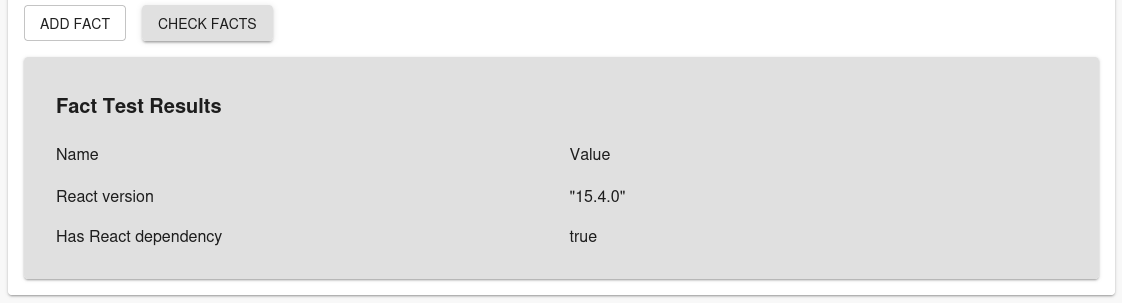 ADD FACT CHECK FACTS
Fact Test Results
Name Value
React version "15.4.0"
Has React dependency true